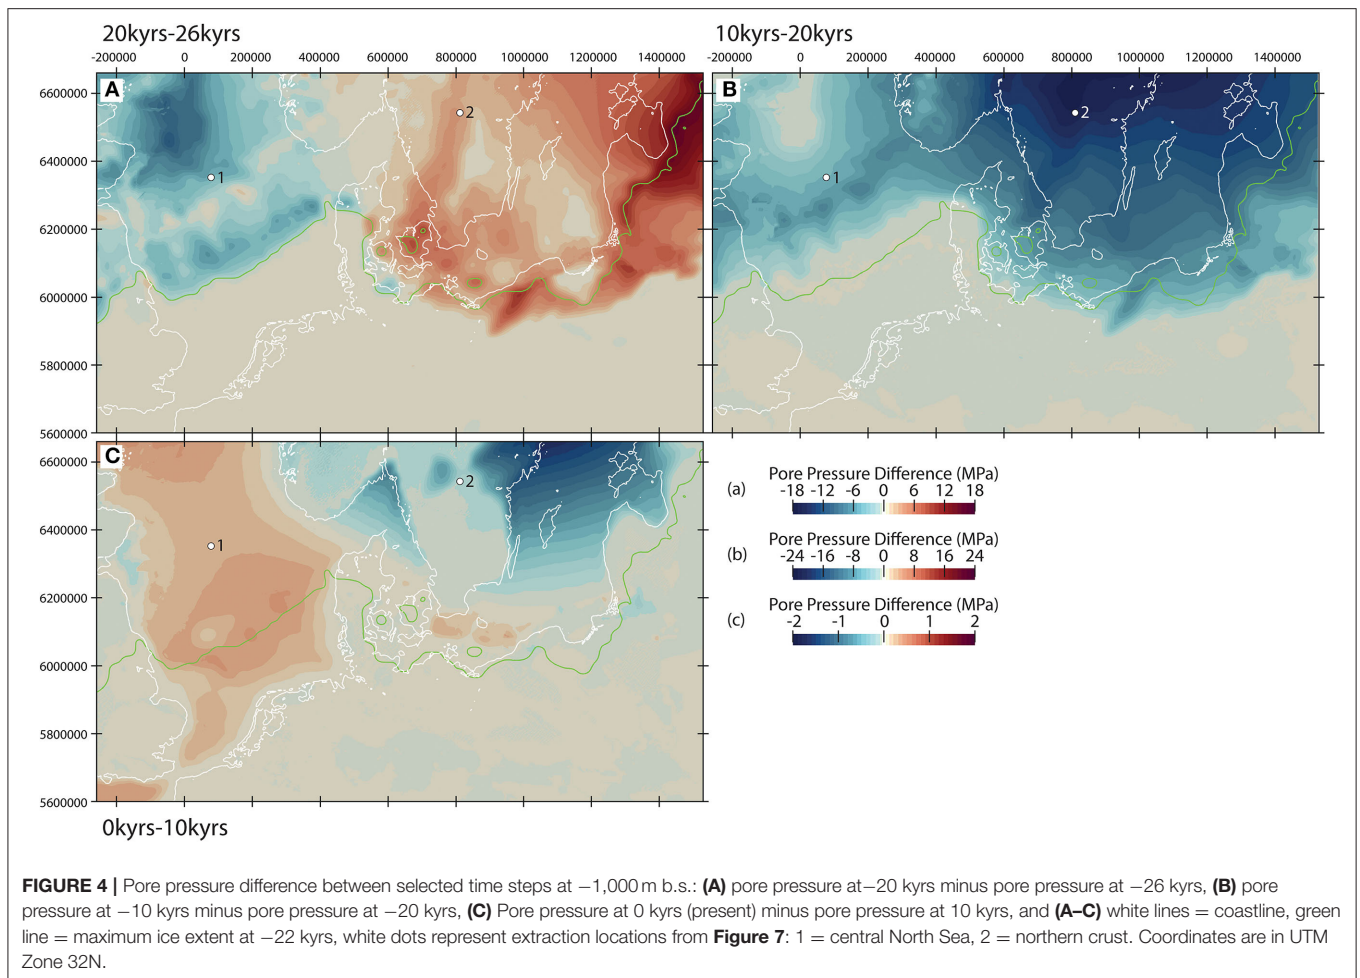 20kyrs-26kyrs
10kyrs-20kyrs
-200000 0 200000 400000 600000 800000 1000000 1200000 1400000
-200000 0 200000 400000 600000 800000 1000000 1200000 1400000
A
B
6600000
6400000
6200000
6000000
5800000
5600000
1
2
1
2
C
6600000
6400000
6200000
6000000
5800000
5600000
1
2
0kyrs-10kyrs
Pore Pressure Difference (MPa)
(a) -18 -12 -6 0 6 12 18
Pore Pressure Difference (MPa)
(b) -24 -16 -8 0 8 16 24
Pore Pressure Difference (MPa)
(c) -2 -1 0 1 2
FIGURE 4 | Pore pressure difference between selected time steps at −1,000 m b.s.: (A) pore pressure at−20 kyrs minus pore pressure at −26 kyrs, (B) pore
pressure at −10 kyrs minus pore pressure at −20 kyrs, (C) Pore pressure at 0 kyrs (present) minus pore pressure at 10 kyrs, and (A–C) white lines = coastline, green
line = maximum ice extent at −22 kyrs, white dots represent extraction locations from Figure 7: 1 = central North Sea, 2 = northern crust. Coordinates are in UTM
Zone 32N.